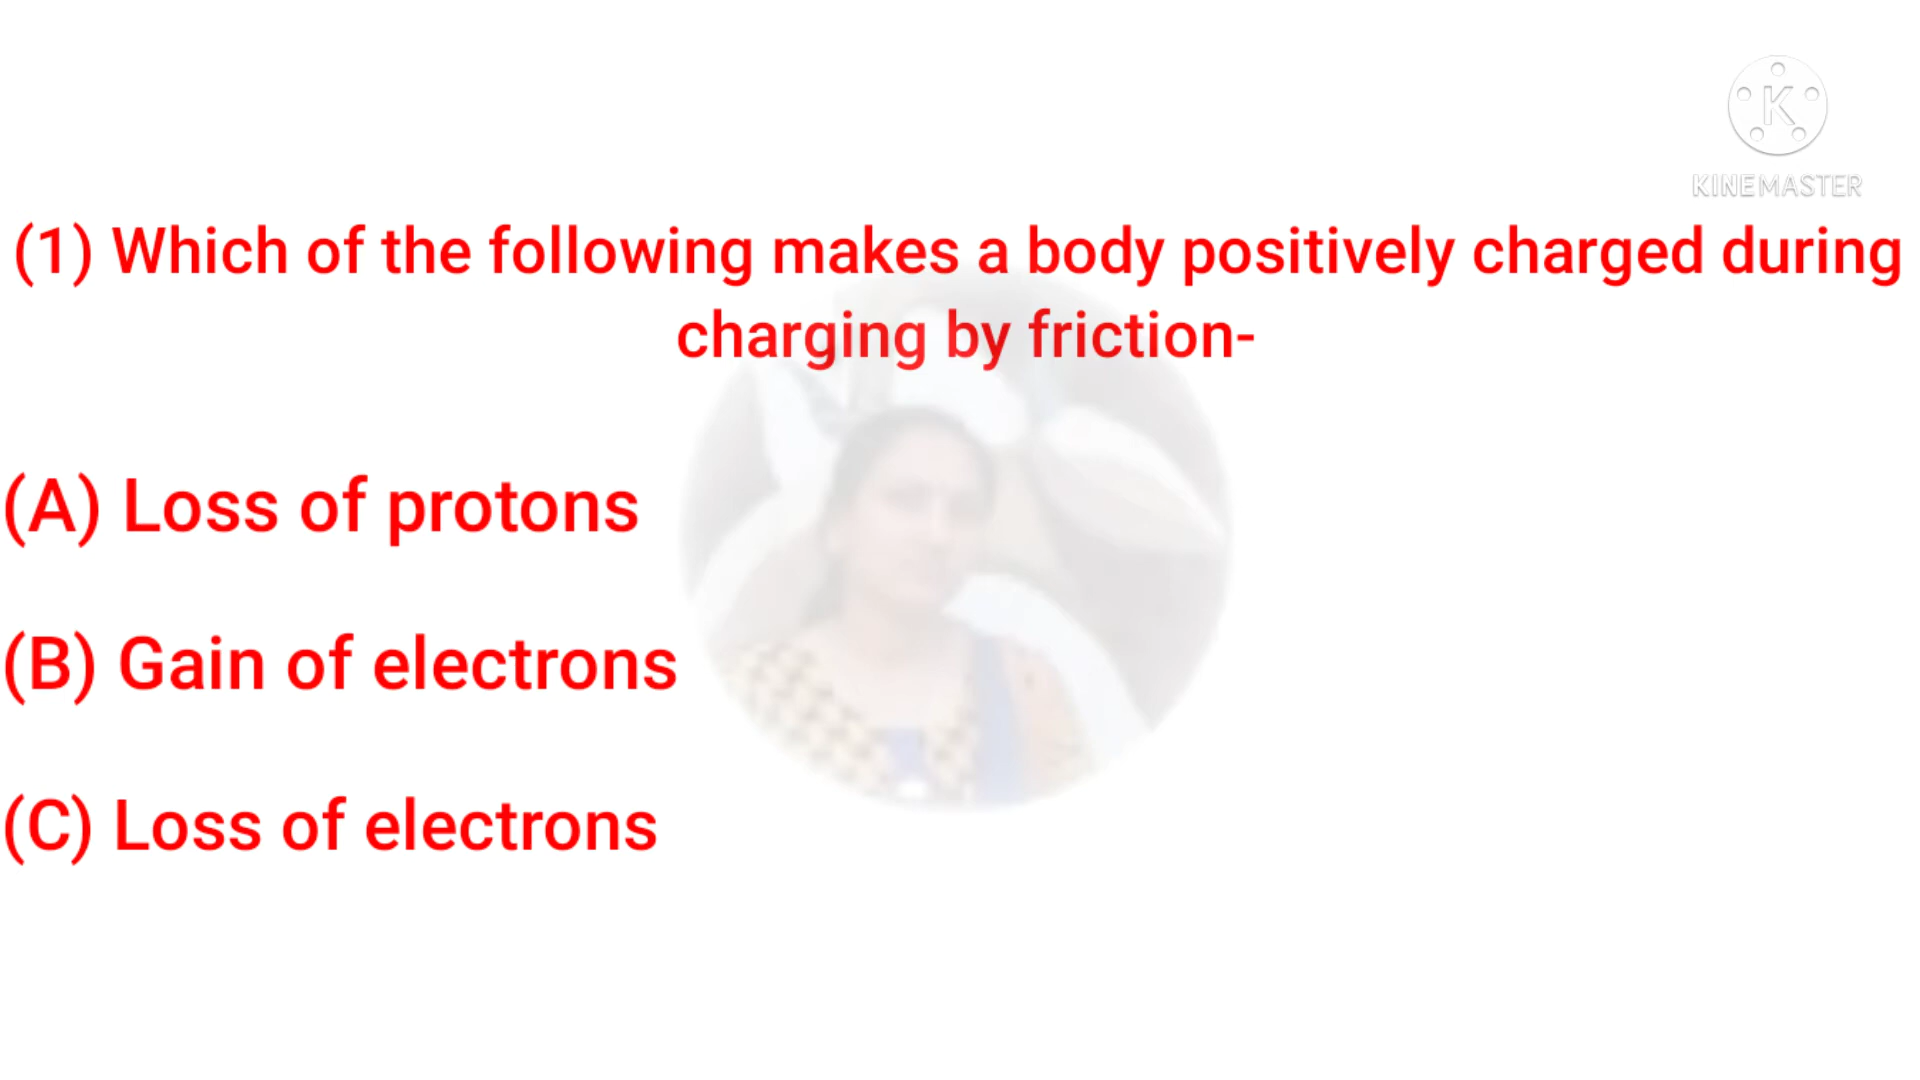 KINEMASTER
(1) Which of the following makes a body positively charged during
charging by friction-
(A) Loss of protons
(B) Gain of electrons
(C) Loss of electrons